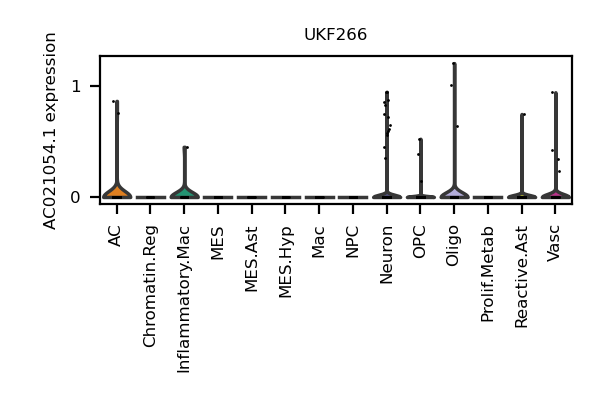 UKF266
AC021054.1 expression
1
0
AC
Chromatin.Reg
Inflammatory.Mac
MES
MES.Ast
MES.Hyp
Mac
NPC
Neuron
OPC
Oligo
Prolif.Metab
Reactive.Ast
Vasc